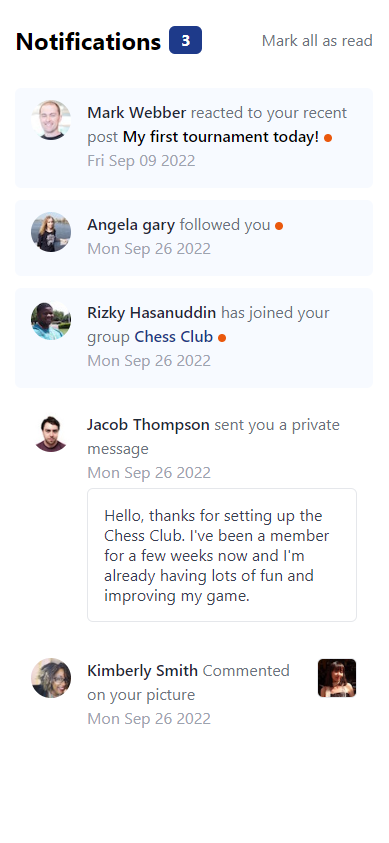 Notifications 3 Mark all as read
Mark Webber reacted to your recent
post My first tournament today!
Fri Sep 09 2022
Angela gary followed you
Mon Sep 26 2022
Rizky Hasanuddin has joined your
group Chess Club
Mon Sep 26 2022
Jacob Thompson sent you a private
message
Mon Sep 26 2022
Hello, thanks for setting up the
Chess Club. I've been a member
for a few weeks now and I'm
already having lots of fun and
improving my game.
Kimberly Smith Commented
on your picture
Mon Sep 26 2022